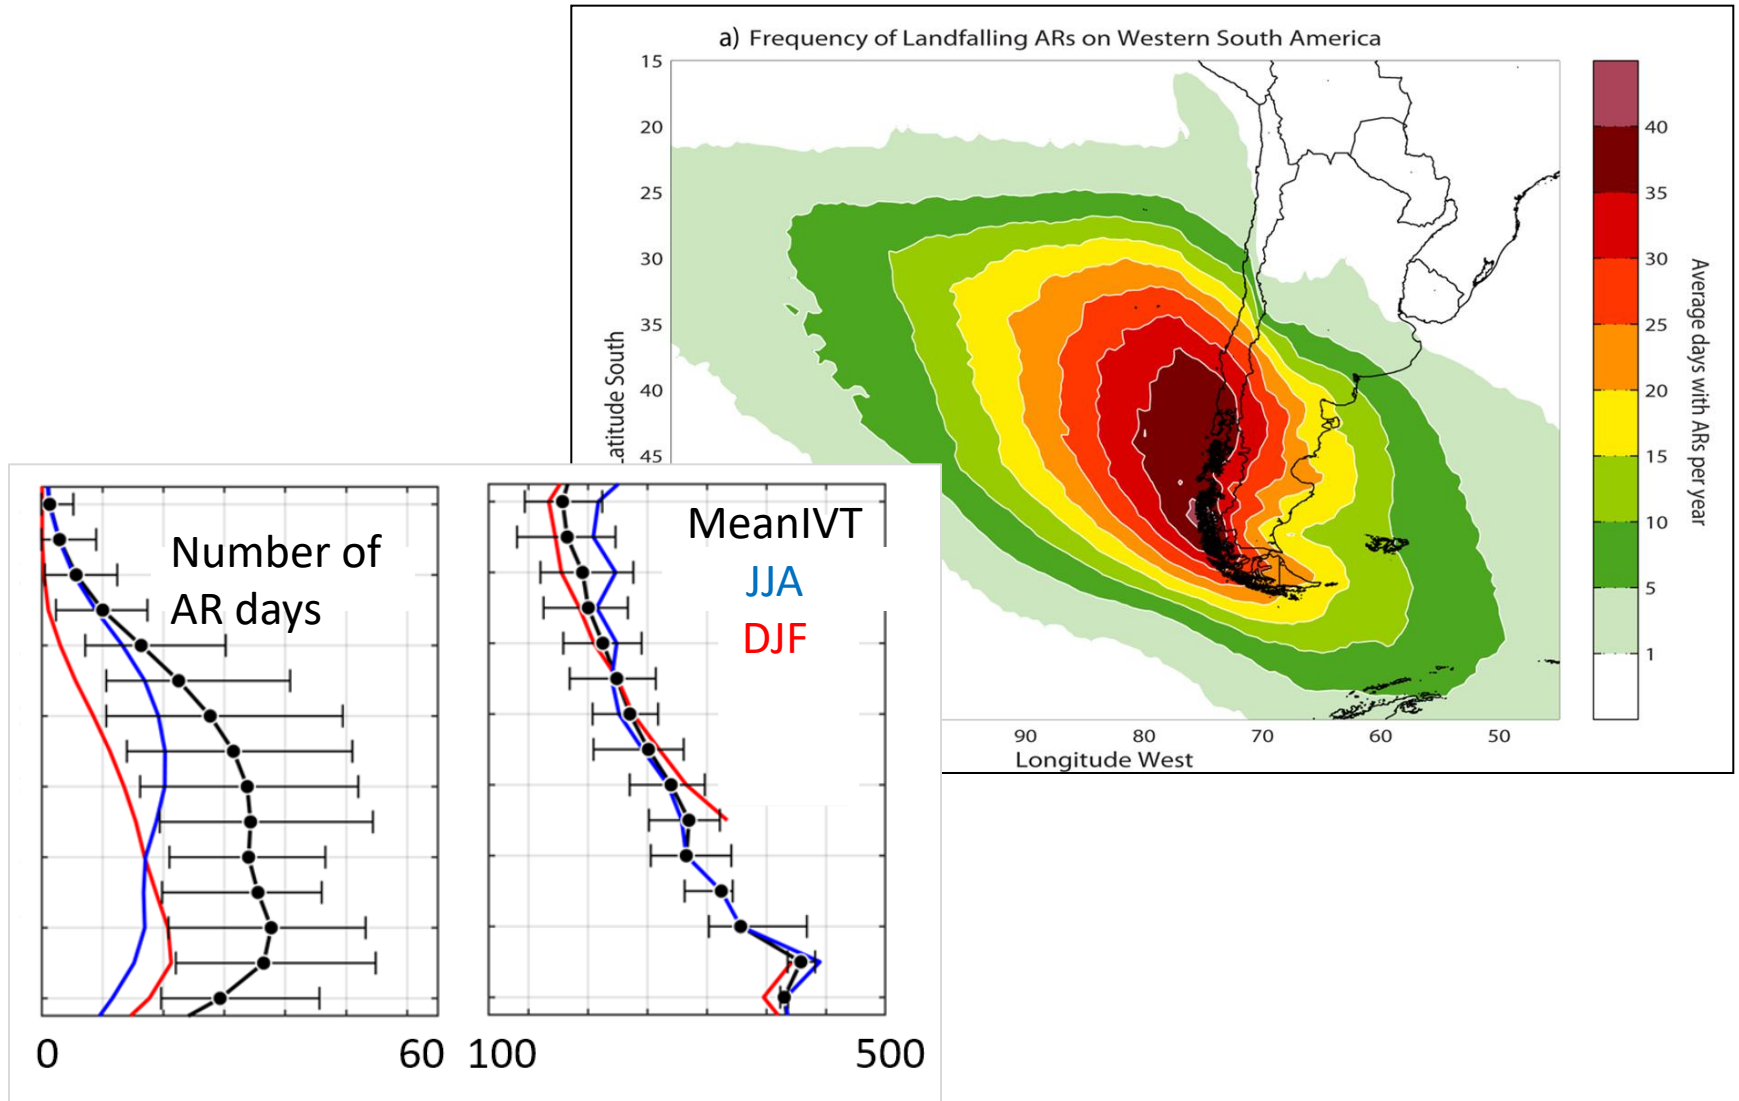 a) Frequency of Landfalling ARs on Western South America
15
20
25
30
35
40
45
Latitude South
90
80
70
60
50
Longitude West
40
35
30
25
20
15
10
5
1
Average days with ARs per year
Number of
AR days
0
60
MeanIVT
JJA
DJF
100
500